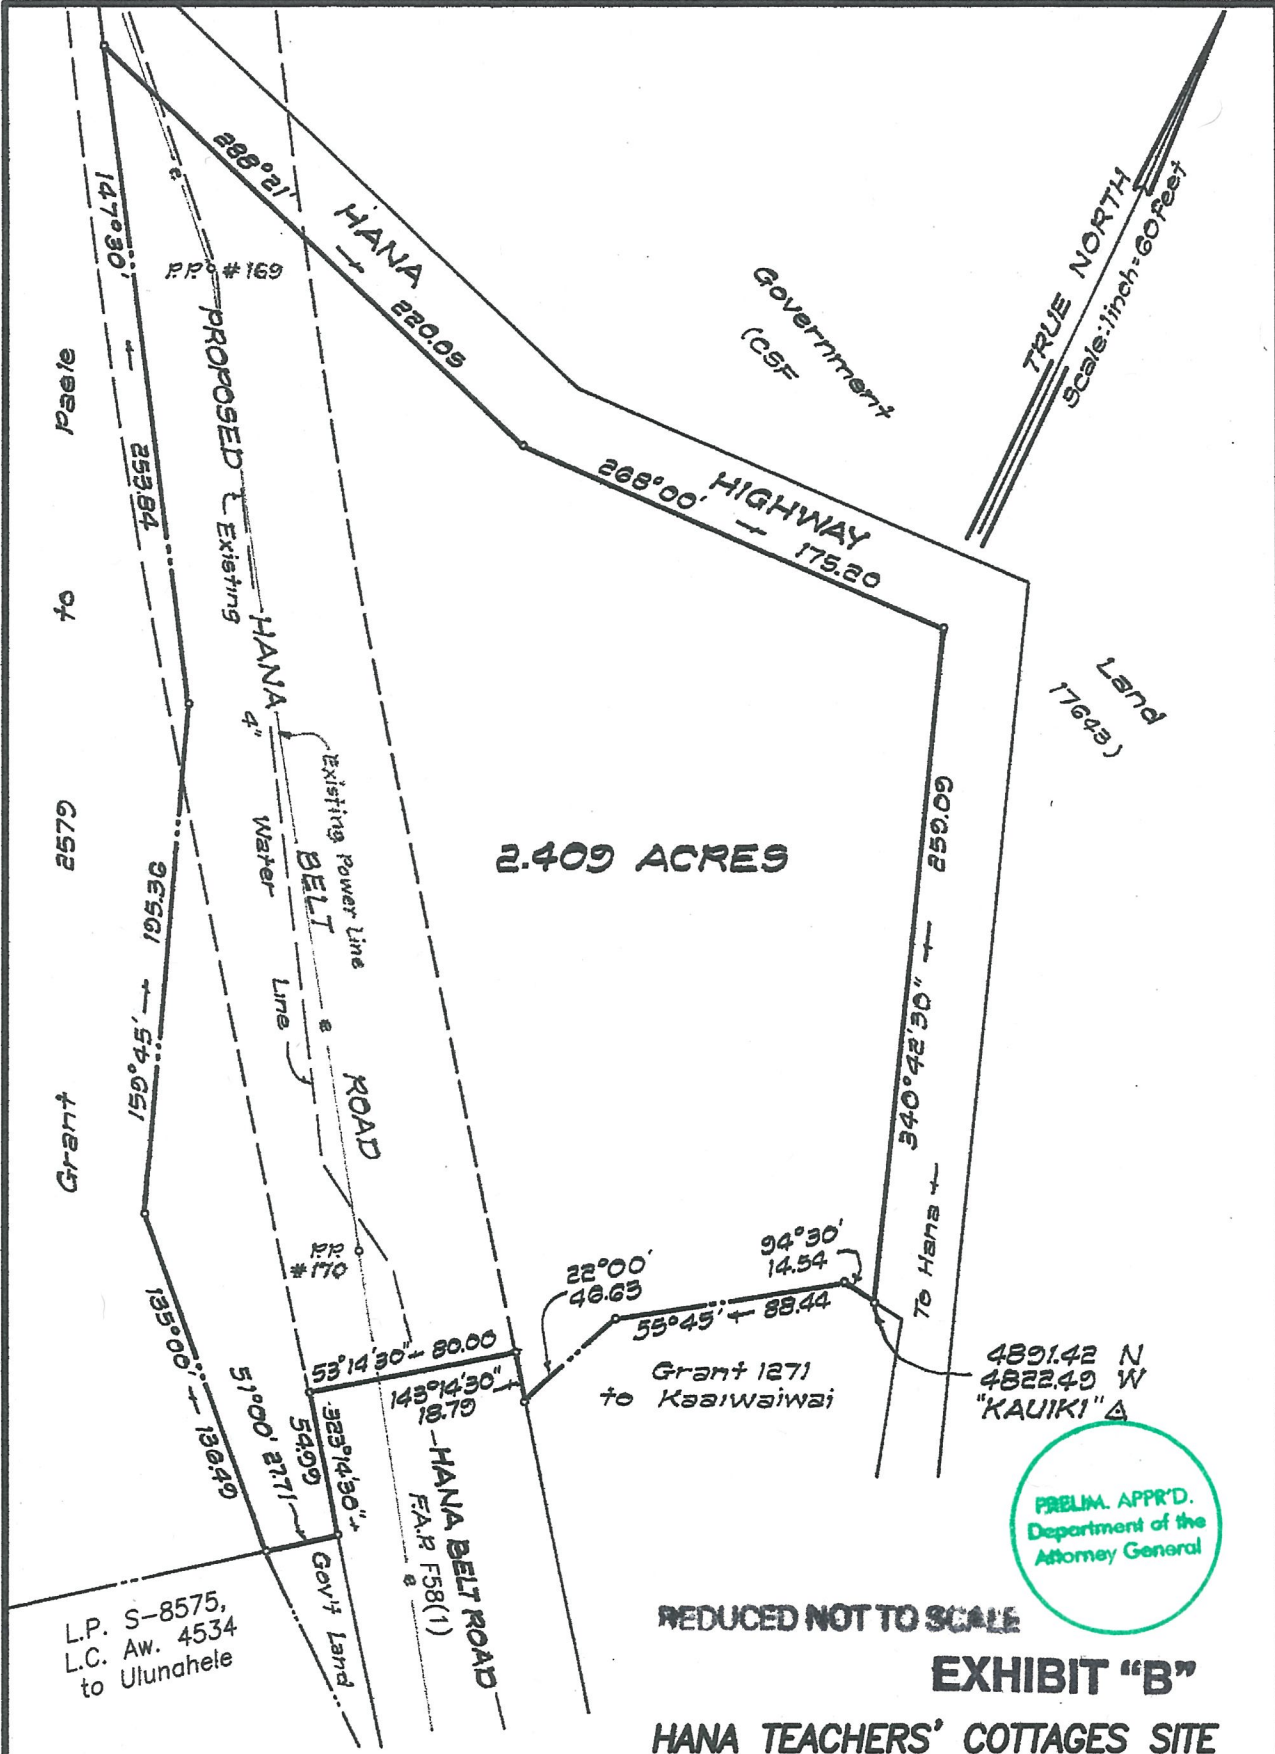 TRUE NORTH
Scale:1inch=60feet
HANA
HIGHWAY
288°21'
220.05
268°00'
175.20
Government
(CSF
Land
17643)
147°30'
253.84
P.P. #169
PROPOSED
Existing
HANA
4"
Water
Line
Existing Power Line
BELT
ROAD
Grant
2579
to
Paele
2.409 ACRES
259.09
340°42'30"
To Hana
159°45'
195.36
P.P.
#170
135°00'
136.49
51°00' 27.71
323°14'30"
54.99
53°14'30" 80.00
143°14'30"
18.79
22°00'
46.63
55°45'
88.44
94°30'
14.54
Grant 1271
to Kaaiwaiwai
4891.42 N
4822.49 W
"KAUIKI"
HANA BELT ROAD
F.A.P. F58(1)
Gov't Land
L.P. S-8575,
L.C. Aw. 4534
to Ulunahele
PRELIM. APPR'D.
Department of the
Attorney General
REDUCED NOT TO SCALE
EXHIBIT "B"
HANA TEACHERS' COTTAGES SITE